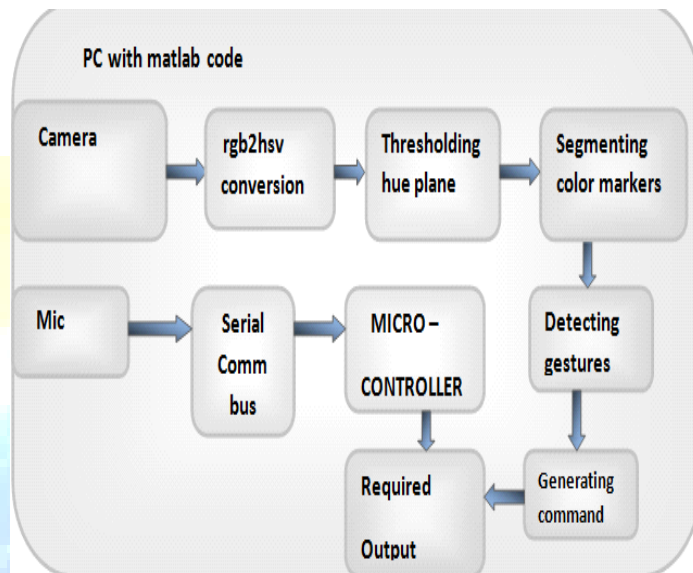 PC with matlab code
Camera
rgb2hsv
conversion
Thresholding
hue plane
Segmenting
color markers
Mic
Serial
Comm
bus
MICRO –
CONTROLLER
Detecting
gestures
Required
Output
Generating
command